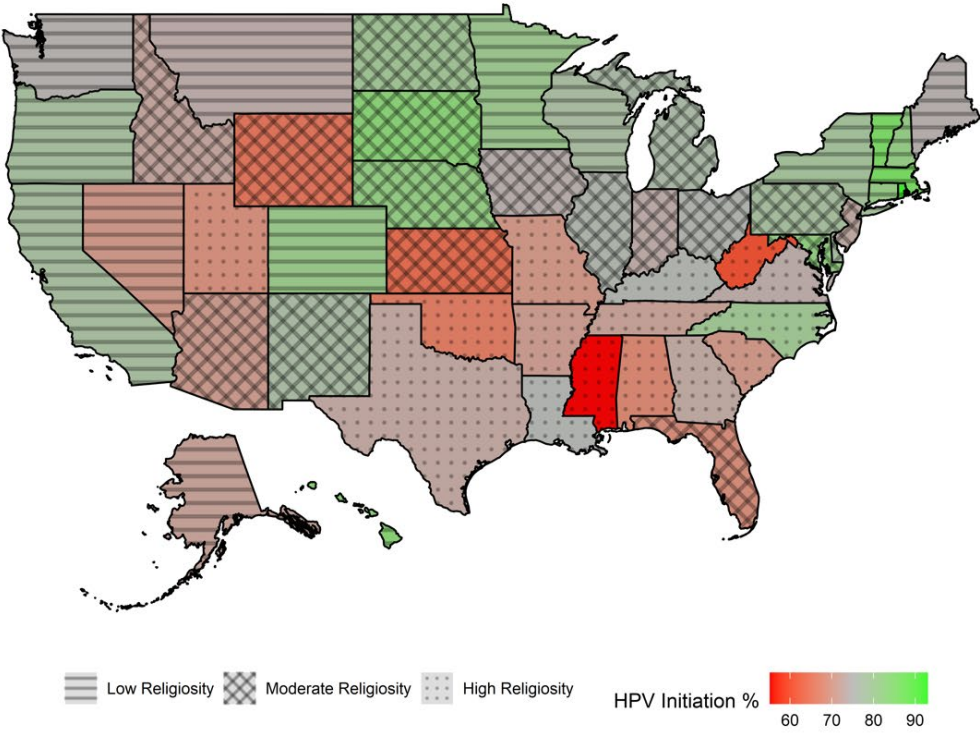 Low Religiosity
Moderate Religiosity
High Religiosity
HPV Initiation %
60 70 80 90